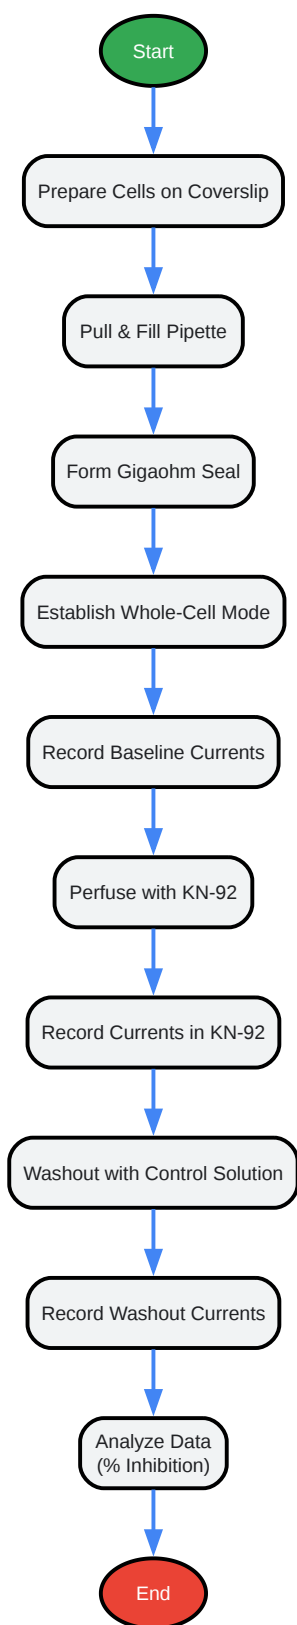 Start
Prepare Cells on Coverslip
Pull & Fill Pipette
Form Gigaohm Seal
Establish Whole-Cell Mode
Record Baseline Currents
Perfuse with KN-92
Record Currents in KN-92
Washout with Control Solution
Record Washout Currents
Analyze Data
(% Inhibition)
End